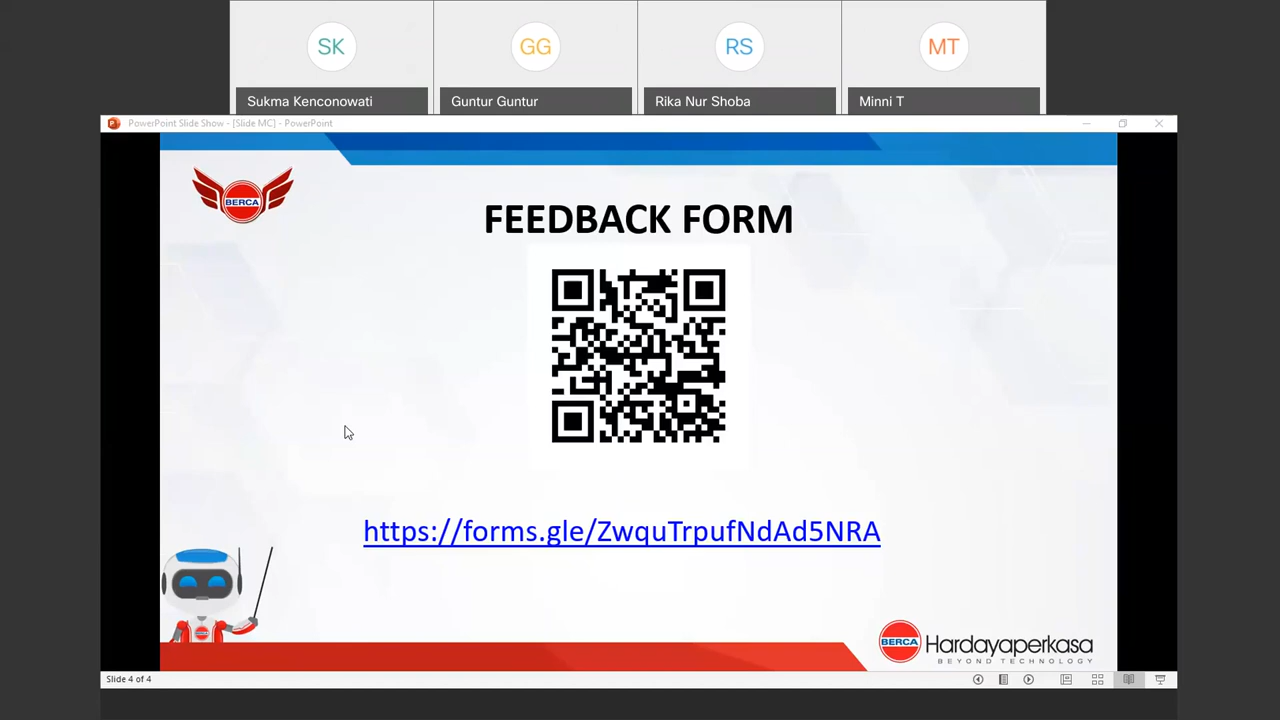 SK
GG
RS
MT
Sukma Kenconowati
Guntur Guntur
Rika Nur Shoba
Minni T
PowerPoint Slide Show - [Slide MC] - PowerPoint
BERCA
FEEDBACK FORM
https://forms.gle/ZwquTrpufNdAd5NRA
BERCA
Hardayaperkasa
BEYOND TECHNOLOGY
Slide 4 of 4